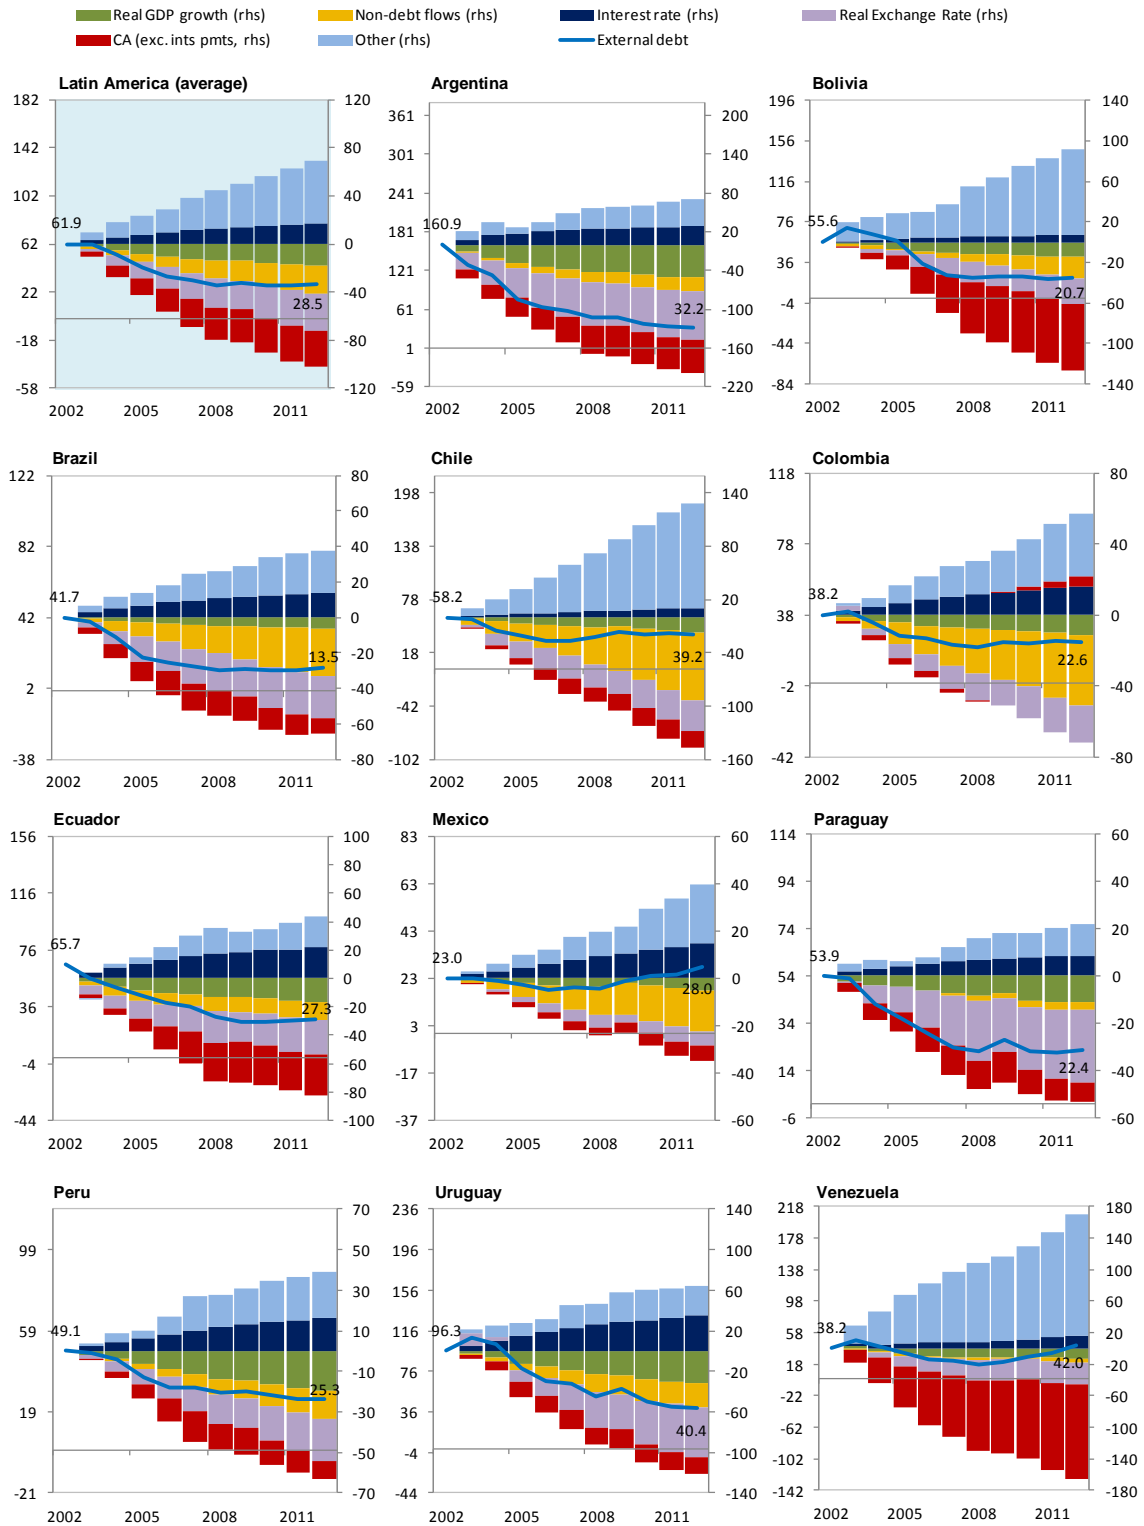 Real GDP growth (rhs) Non-debt flows (rhs) Interest rate (rhs) Real Exchange Rate (rhs)
CA (exc. ints pmts, rhs) Other (rhs) External debt
Latin America (average)
182 142 102 62 22 -18 -58
120 80 40 0 -40 -80 -120
61.9
28.5
2002 2005 2008 2011
Argentina
361 301 241 181 121 61 1 -59
200 140 80 20 -40 -100 -160 -220
160.9
32.2
2002 2005 2008 2011
Bolivia
196 156 116 76 36 -4 -44 -84
140 100 60 20 -20 -60 -100 -140
55.6
20.7
2002 2005 2008 2011
Brazil
122 82 42 2 -38
80 60 40 20 0 -20 -40 -60 -80
41.7
13.5
2002 2005 2008 2011
Chile
198 138 78 18 -42 -102
140 80 20 -40 -100 -160
58.2
39.2
2002 2005 2008 2011
Colombia
118 78 38 -2 -42
80 40 0 -40 -80
38.2
22.6
2002 2005 2008 2011
Ecuador
156 116 76 36 -4 -44
100 80 60 40 20 0 -20 -40 -60 -80 -100
65.7
27.3
2002 2005 2008 2011
Mexico
83 63 43 23 3 -17 -37
60 40 20 0 -20 -40 -60
23.0
28.0
2002 2005 2008 2011
Paraguay
114 94 74 54 34 14 -6
60 40 20 0 -20 -40 -60
53.9
22.4
2002 2005 2008 2011
Peru
99 59 19 -21
70 50 30 10 -10 -30 -50 -70
49.1
25.3
2002 2005 2008 2011
Uruguay
236 196 156 116 76 36 -4 -44
140 100 60 20 -20 -60 -100 -140
96.3
40.4
2002 2005 2008 2011
Venezuela
218 178 138 98 58 18 -22 -62 -102 -142
180 140 100 60 20 -20 -60 -100 -140 -180
38.2
42.0
2002 2005 2008 2011